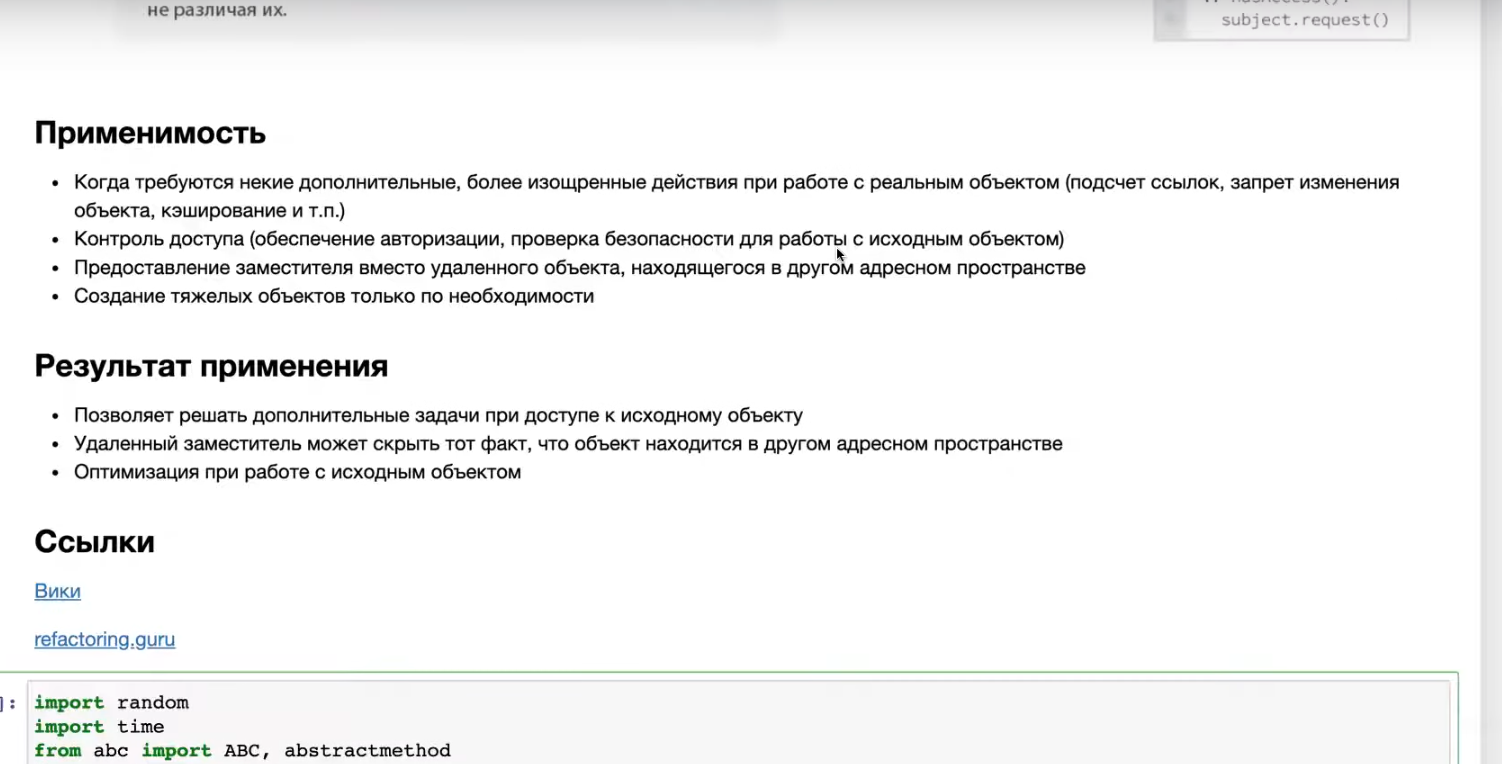 не различая их.
subject.request()
Применимость
• Когда требуются некие дополнительные, более изощренные действия при работе с реальным объектом (подсчет ссылок, запрет изменения
объекта, кэширование и т.п.)
• Контроль доступа (обеспечение авторизации, проверка безопасности для работы с исходным объектом)
• Предоставление заместителя вместо удаленного объекта, находящегося в другом адресном пространстве
• Создание тяжелых объектов только по необходимости
Результат применения
• Позволяет решать дополнительные задачи при доступе к исходному объекту
• Удаленный заместитель может скрыть тот факт, что объект находится в другом адресном пространстве
• Оптимизация при работе с исходным объектом
Ссылки
Вики
refactoring.guru
]: import random
import time
from abc import ABC, abstractmethod